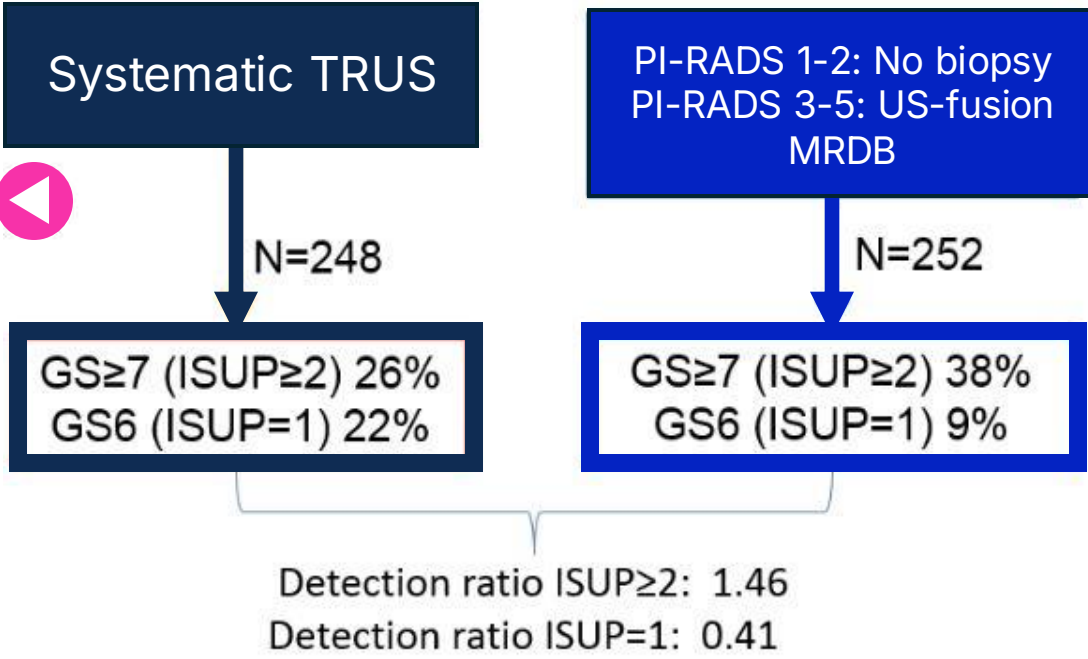 Systematic TRUS
PI-RADS 1-2: No biopsy
PI-RADS 3-5: US-fusion
MRDB
N=248
N=252
GS≥7 (ISUP≥2) 26%
GS6 (ISUP=1) 22%
GS≥7 (ISUP≥2) 38%
GS6 (ISUP=1) 9%
Detection ratio ISUP≥2: 1.46
Detection ratio ISUP=1: 0.41